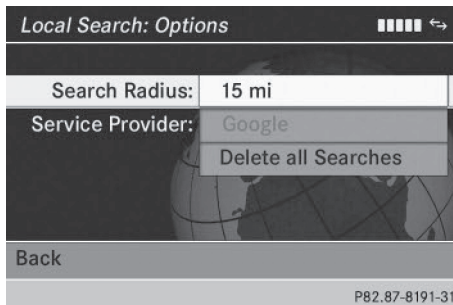 Local Search: Options
Search Radius: 15 mi
Service Provider: Google
Delete all Searches
Back
P82.87-8191-31